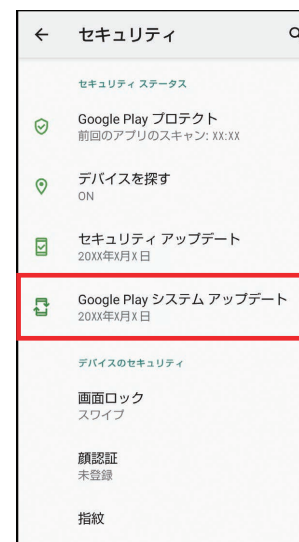 セキュリティ
セキュリティ ステータス
Google Play プロテクト
前回のアプリのスキャン: XX:XX
デバイスを探す
ON
セキュリティ アップデート
20XX年X月X日
Google Play システム アップデート
20XX年X月X日
デバイスのセキュリティ
画面ロック
スワイプ
顔認証
未登録
指紋